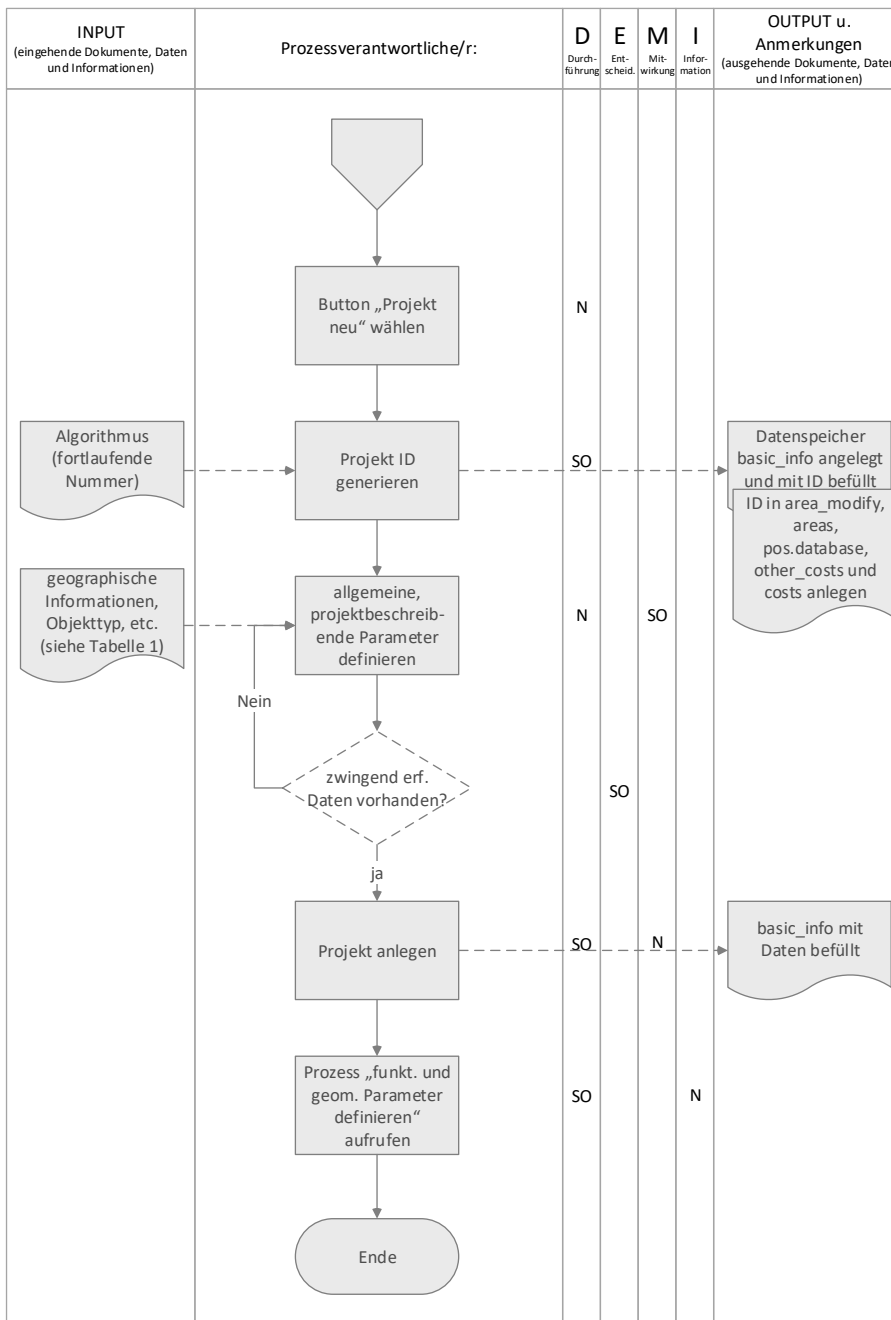 INPUT
(eingehende Dokumente, Daten
und Informationen)
Prozessverantwortliche/r:
D
Durch-
führung
E
Ent-
scheid.
M
Mit-
wirkung
I
Infor-
mation
OUTPUT u.
Anmerkungen
(ausgehende Dokumente, Daten
und Informationen)
Button „Projekt
neu“ wählen
N
Algorithmus
(fortlaufende
Nummer)
Projekt ID
generieren
SO
Datenspeicher
basic_info angelegt
und mit ID befüllt
ID in area_modify,
areas,
pos.database,
other_costs und
costs anlegen
geographische
Informationen,
Objekttyp, etc.
(siehe Tabelle 1)
allgemeine,
projektbeschreib-
ende Parameter
definieren
N
SO
Nein
zwingend erf.
Daten vorhanden?
SO
ja
Projekt anlegen
SO
N
basic_info mit
Daten befüllt
Prozess „funkt. und
geom. Parameter
definieren“
aufrufen
SO
N
Ende